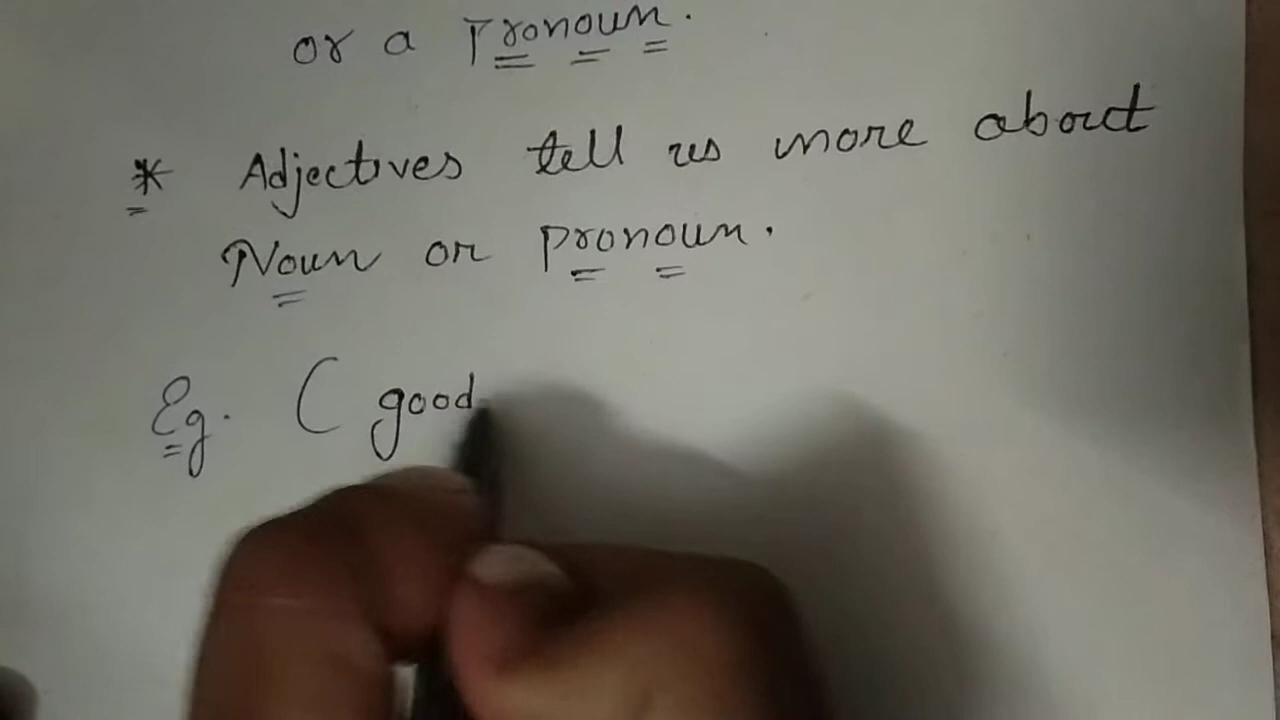 or a Pronoun.
* Adjectives tell us more about
Noun or pronoun.
Eg. ( good